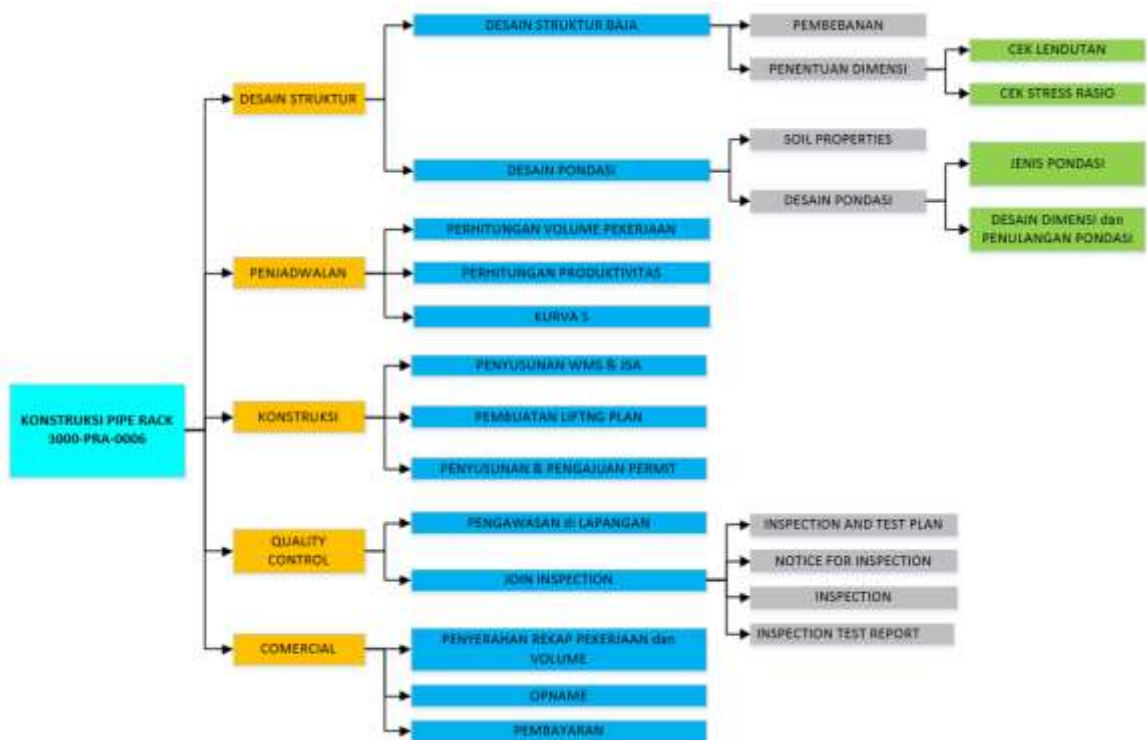 KONSTRUKSI PIPE RACK
3000-PRA-0006
DESAIN STRUKTUR
DESAIN STRUKTUR BAJA
PEMBEBANAN
PENENTUAN DIMENSI
CEK LENDUTAN
CEK STRESS RASIO
DESAIN PONDASI
SOIL PROPERTIES
DESAIN PONDASI
JENIS PONDASI
DESAIN DIMENSI dan
PENULANGAN PONDASI
PENJADWALAN
PERHITUNGAN VOLUME PEKERJAAN
PERHITUNGAN PRODUKTIVITAS
KURVA S
KONSTRUKSI
PENYUSUNAN WMS & JSA
PEMBUATAN LIFTNG PLAN
PENYUSUNAN & PENGAJUAN PERMIT
QUALITY
CONTROL
PENGAWASAN di LAPANGAN
JOIN INSPECTION
INSPECTION AND TEST PLAN
NOTICE FOR INSPECTION
INSPECTION
INSPECTION TEST REPORT
COMERCIAL
PENYERAHAN REKAP PEKERJAAN dan
VOLUME
OPNAME
PEMBAYARAN